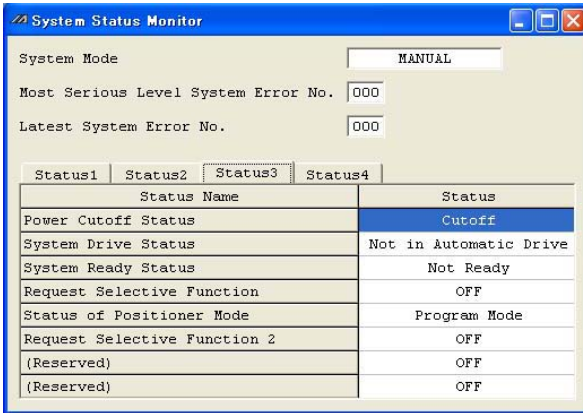 System Status Monitor
System Mode MANUAL
Most Serious Level System Error No. 000
Latest System Error No. 000
Status1 Status2 Status3 Status4
Status Name Status
Power Cutoff Status Cutoff
System Drive Status Not in Automatic Drive
System Ready Status Not Ready
Request Selective Function OFF
Status of Positioner Mode Program Mode
Request Selective Function 2 OFF
(Reserved) OFF
(Reserved) OFF